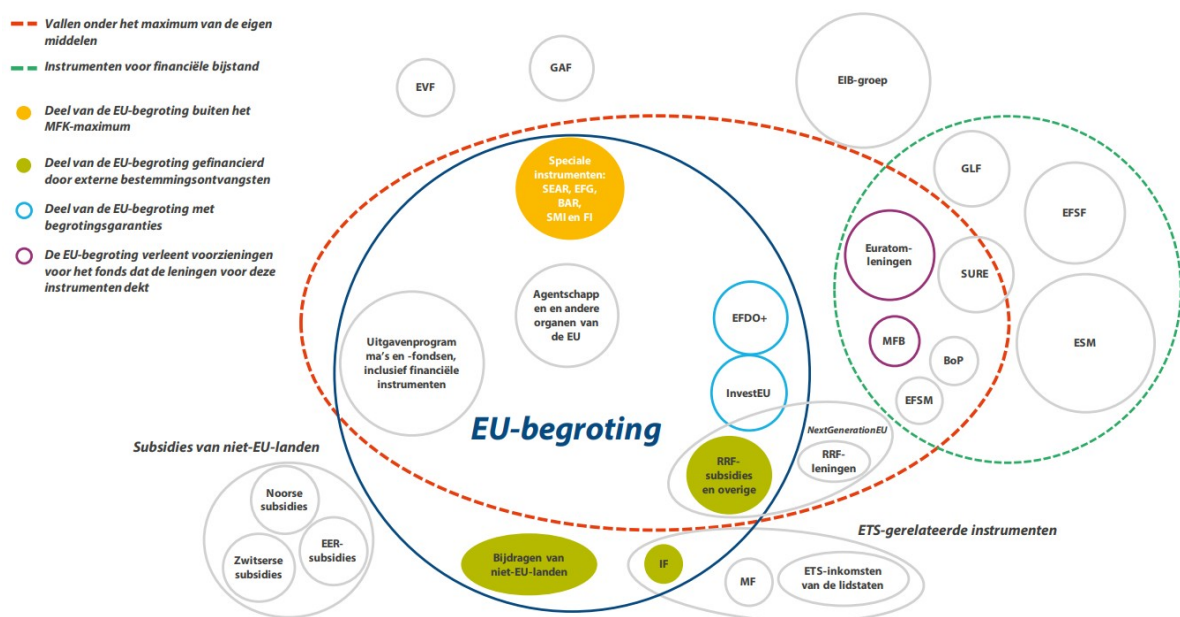 Vallen onder het maximum van de eigen
middelen
Instrumenten voor financiële bijstand
Deel van de EU-begroting buiten het
MFK-maximum
Deel van de EU-begroting gefinancierd
door externe bestemmingsontvangsten
Deel van de EU-begroting met
begrotingsgaranties
De EU-begroting verleent voorzieningen
voor het fonds dat de leningen voor deze
instrumenten dekt
EVF
GAF
EIB-groep
Speciale
instrumenten:
SEAR, EFG,
BAR,
SMI en FI
GLF
EFSF
Euratom-
leningen
SURE
ESM
MFB
BoP
EFSM
Agentschapp
en en andere
organen van
de EU
EFDO+
InvestEU
Uitgavenprogram
ma's en -fondsen,
inclusief financiële
instrumenten
EU-begroting
NextGenerationEU
RRF-
leningen
RRF-
subsidies
en overige
Subsidies van niet-EU-landen
Noorse
subsidies
EER-
subsidies
Zwitserse
subsidies
Bijdragen van
niet-EU-landen
ETS-gerelateerde instrumenten
IF
MF
ETS-inkomsten
van de lidstaten